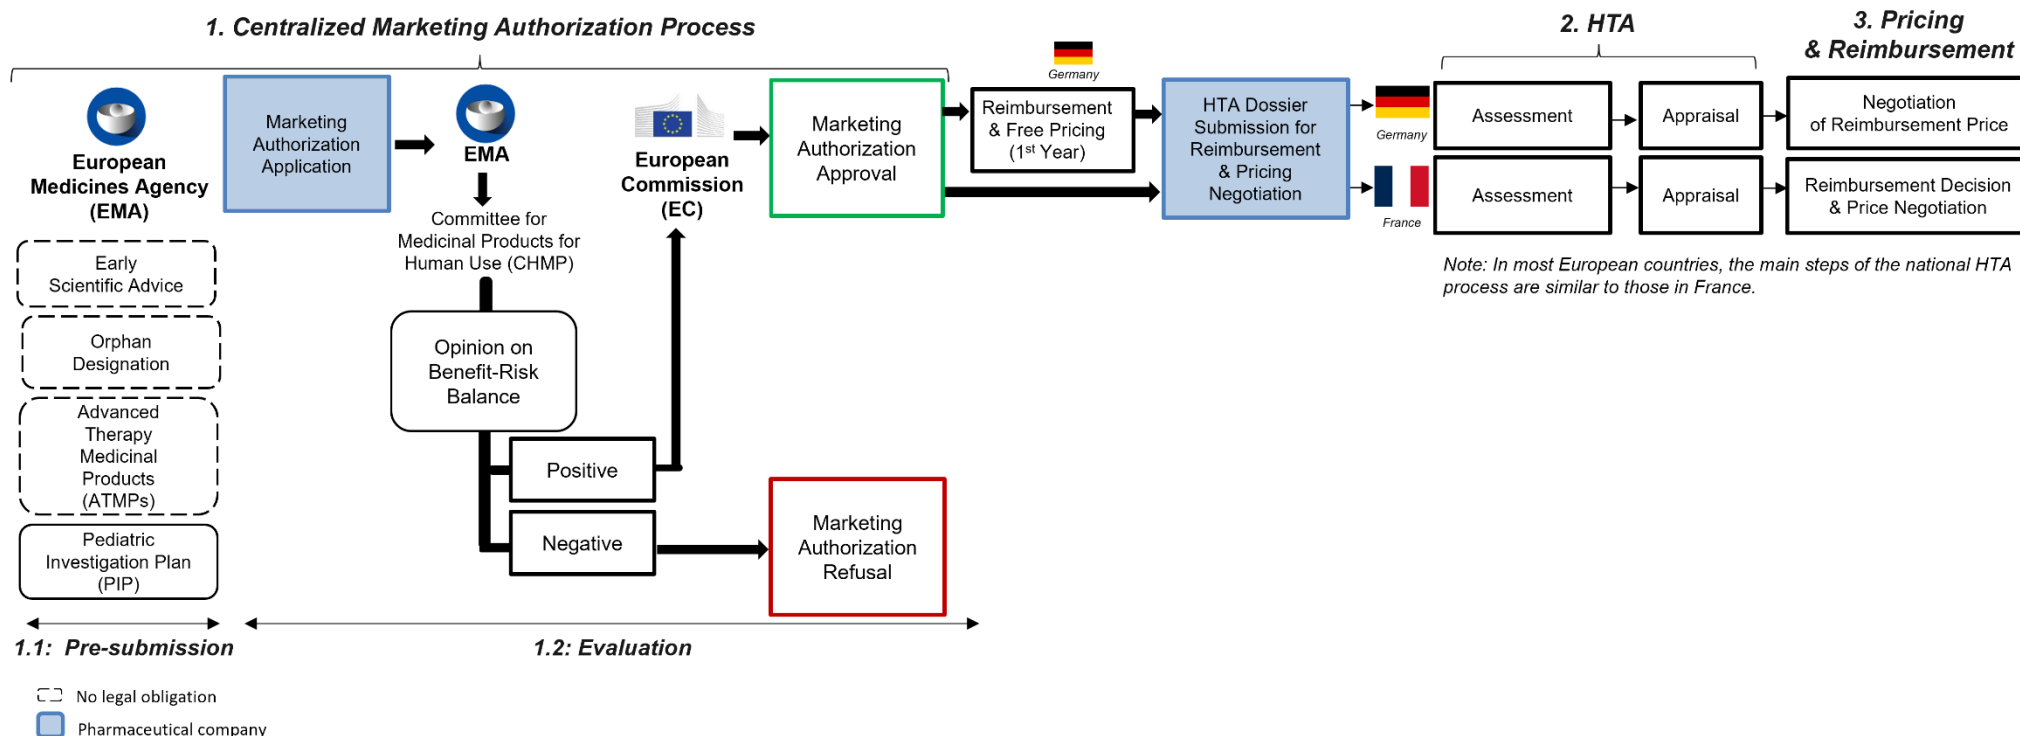 1. Centralized Marketing Authorization Process
2. HTA
3. Pricing
& Reimbursement
European
Medicines Agency
(EMA)
Early
Scientific Advice
Orphan
Designation
Advanced
Therapy
Medicinal
Products
(ATMPs)
Pediatric
Investigation Plan
(PIP)
Marketing
Authorization
Application
EMA
Committee for
Medicinal Products for
Human Use (CHMP)
Opinion on
Benefit-Risk
Balance
Positive
Negative
European
Commission
(EC)
Marketing
Authorization
Approval
Marketing
Authorization
Refusal
Germany
Reimbursement
& Free Pricing
(1st Year)
HTA Dossier
Submission for
Reimbursement
& Pricing
Negotiation
Germany
Assessment
Appraisal
Negotiation
of Reimbursement Price
France
Assessment
Appraisal
Reimbursement Decision
& Price Negotiation
Note: In most European countries, the main steps of the national HTA
process are similar to those in France.
1.1: Pre-submission
1.2: Evaluation
No legal obligation
Pharmaceutical company